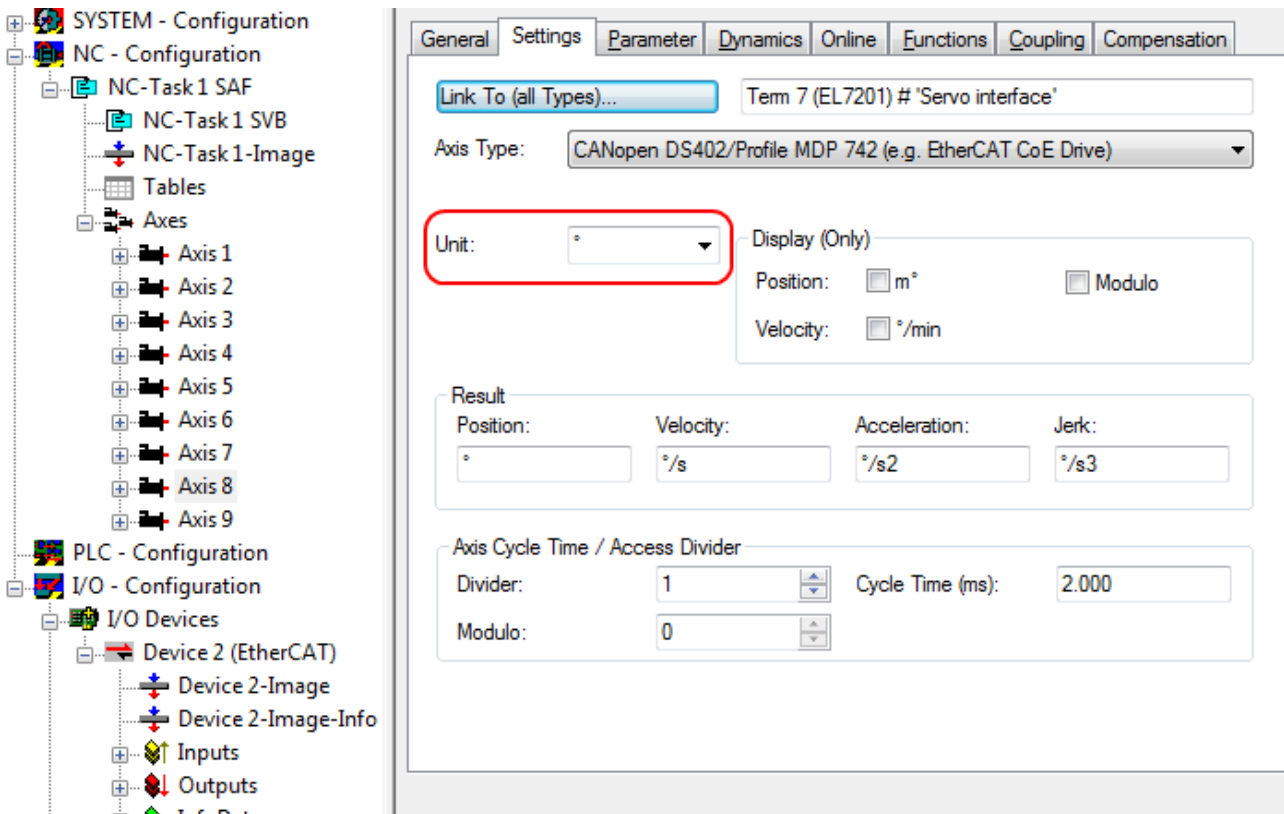 SYSTEM - Configuration
NC - Configuration
NC-Task 1 SAF
NC-Task 1 SVB
NC-Task 1-Image
Tables
Axes
Axis 1
Axis 2
Axis 3
Axis 4
Axis 5
Axis 6
Axis 7
Axis 8
Axis 9
PLC - Configuration
I/O - Configuration
I/O Devices
Device 2 (EtherCAT)
Device 2-Image
Device 2-Image-Info
Inputs
Outputs
General Settings Parameter Dynamics Online Functions Coupling Compensation
Link To (all Types)... Term 7 (EL7201) # "Servo interface"
Axis Type: CANopen DS402/Profile MDP 742 (e.g. EtherCAT CoE Drive)
Unit: ° Display (Only)
Position: m° Modulo
Velocity: °/min
Result
Position: Velocity: Acceleration: Jerk:
° °/s °/s2 °/s3
Axis Cycle Time / Access Divider
Divider: 1 Cycle Time (ms): 2.000
Modulo: 0